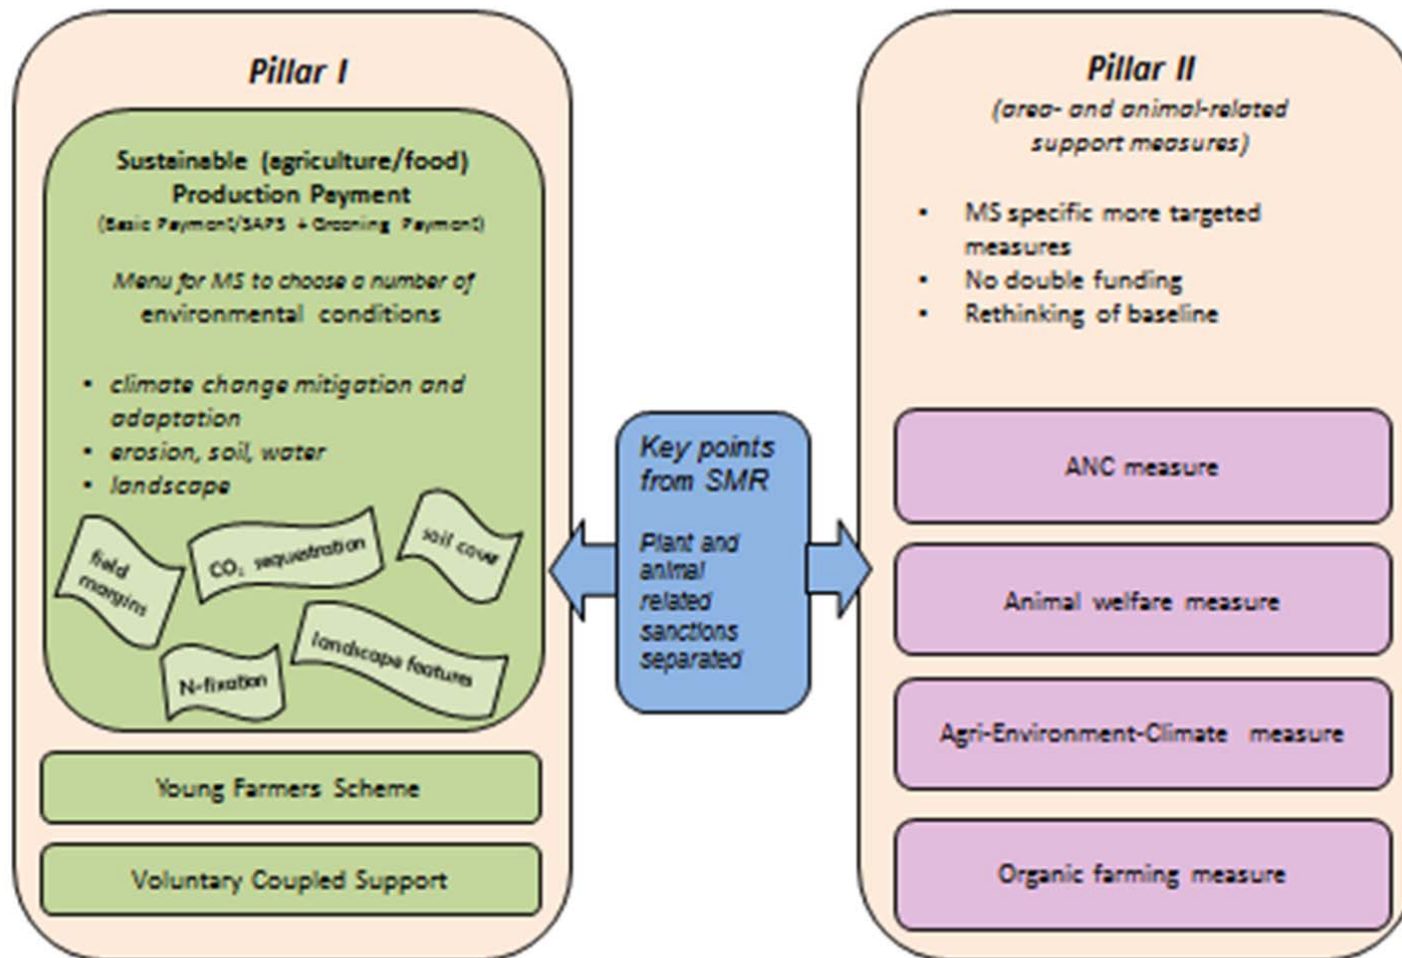 Pillar I
Sustainable (agriculture/food)
Production Payment
(Basic Payment/SAPS + Greening Payment)
Menu for MS to choose a number of
environmental conditions
• climate change mitigation and
adaptation
• erosion, soil, water
• landscape
field
margins
CO₂ sequestration
soil cover
N-fixation
landscape features
Young Farmers Scheme
Voluntary Coupled Support
Key points
from SMR
Plant and
animal
related
sanctions
separated
Pillar II
(area- and animal-related
support measures)
• MS specific more targeted
measures
• No double funding
• Rethinking of baseline
ANC measure
Animal welfare measure
Agri-Environment-Climate measure
Organic farming measure